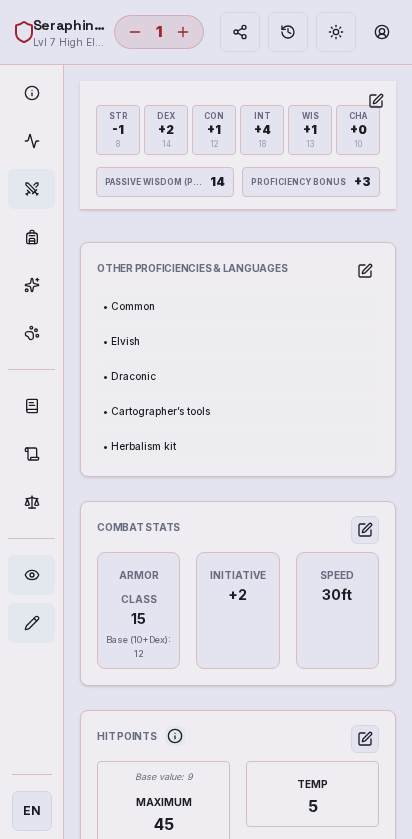 Seraphin...
Lvl 7 High El...
1
STR
-1
8
DEX
+2
14
CON
+1
12
INT
+4
18
WIS
+1
13
CHA
+0
10
PASSIVE WISDOM (P... 14
PROFICIENCY BONUS +3
OTHER PROFICIENCIES & LANGUAGES
• Common
• Elvish
• Draconic
• Cartographer's tools
• Herbalism kit
COMBAT STATS
ARMOR
CLASS
15
Base (10+Dex):
12
INITIATIVE
+2
SPEED
30ft
HIT POINTS
Base value: 9
MAXIMUM
45
TEMP
5
EN